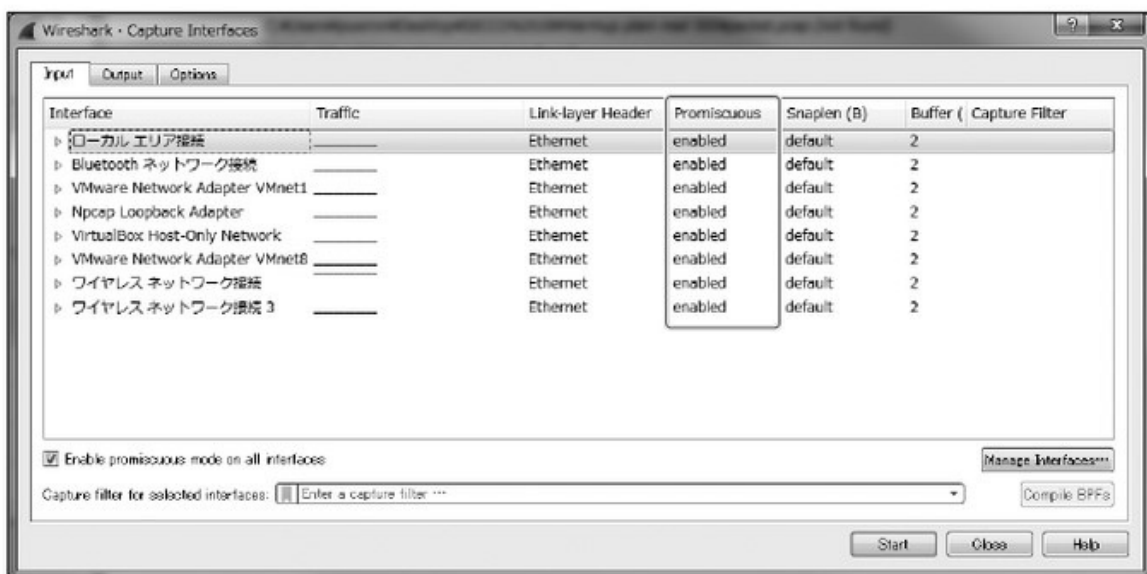 Wireshark · Capture Interfaces
Input Output Options
Interface Traffic Link-layer Header Promiscuous Snaplen (B) Buffer ( Capture Filter
ローカル エリア接続 Ethernet enabled default 2
Bluetooth ネットワーク接続 Ethernet enabled default 2
VMware Network Adapter VMnet1 Ethernet enabled default 2
Npcap Loopback Adapter Ethernet enabled default 2
VirtualBox Host-Only Network Ethernet enabled default 2
VMware Network Adapter VMnet8 Ethernet enabled default 2
ワイヤレス ネットワーク接続 Ethernet enabled default 2
ワイヤレス ネットワーク接続 3 Ethernet enabled default 2
Enable promiscuous mode on all interfaces
Manage Interfaces…
Capture filter for selected interfaces: Enter a capture filter …
Compile BPFs
Start Close Help